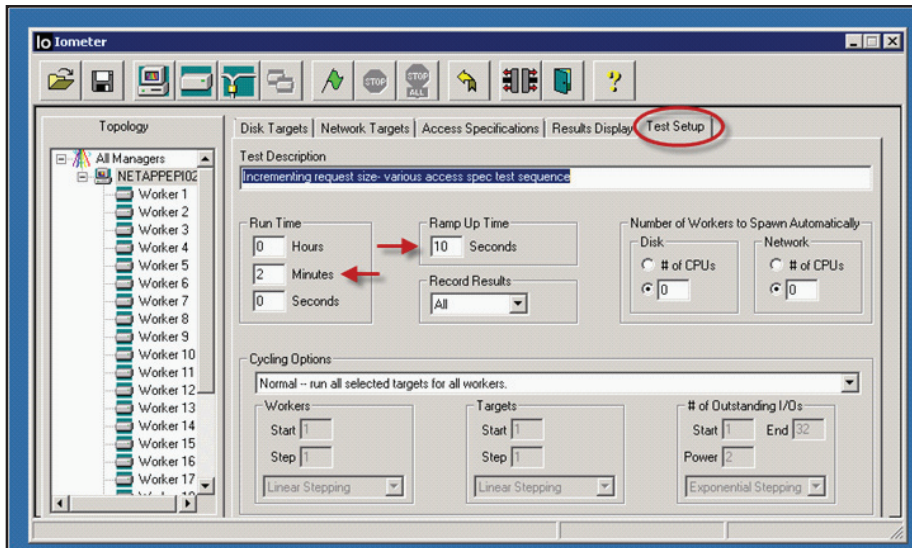 Iometer
STOP
STOP ALL
?
Topology
All Managers
NETAPPEPI02
Worker 1
Worker 2
Worker 3
Worker 4
Worker 5
Worker 6
Worker 7
Worker 8
Worker 9
Worker 10
Worker 11
Worker 12
Worker 13
Worker 14
Worker 15
Worker 16
Worker 17
Disk Targets Network Targets Access Specifications Results Display Test Setup
Test Description
Incrementing request size- various access spec test sequence
Run Time
0 Hours
2 Minutes
0 Seconds
Ramp Up Time
10 Seconds
Record Results
All
Number of Workers to Spawn Automatically
Disk
# of CPUs
0
Network
# of CPUs
0
Cycling Options
Normal -- run all selected targets for all workers.
Workers
Start 1
Step 1
Linear Stepping
Targets
Start 1
Step 1
Linear Stepping
# of Outstanding I/Os
Start 1 End 32
Power 2
Exponential Stepping